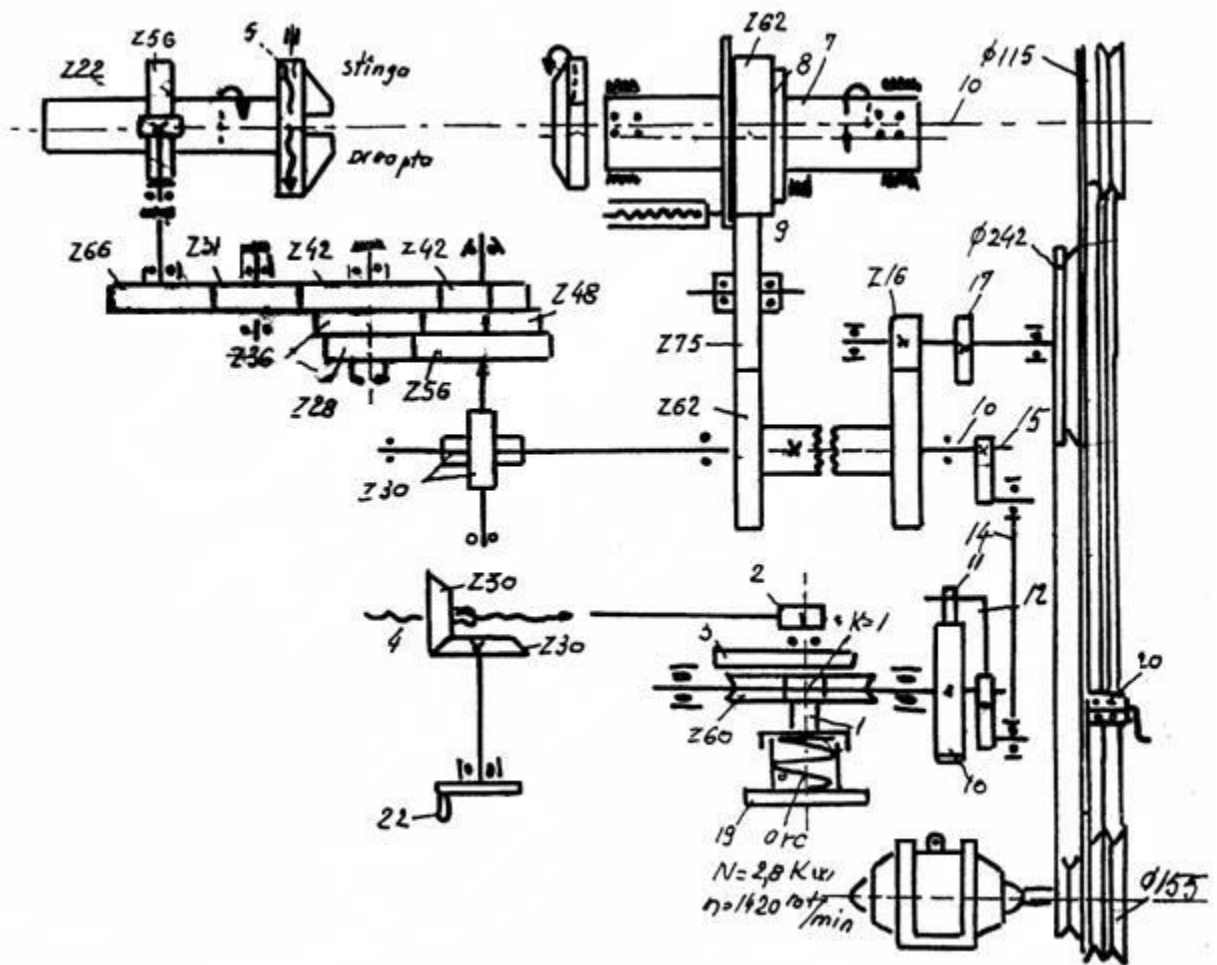 Z56
5
Z62
7
Z22
stînga
8
Φ115
10
Dreapta
9
Φ242
Z66
Z31
Z42
Z42
Z48
Z16
17
Z36
Z28
Z56
Z75
Z62
10
15
Z30
14
11
Z30
2
12
K=1
4
Z30
3
20
Z60
1
10
22
19
orc
N=2,8 Kw
n=1420 rot/min
Φ155